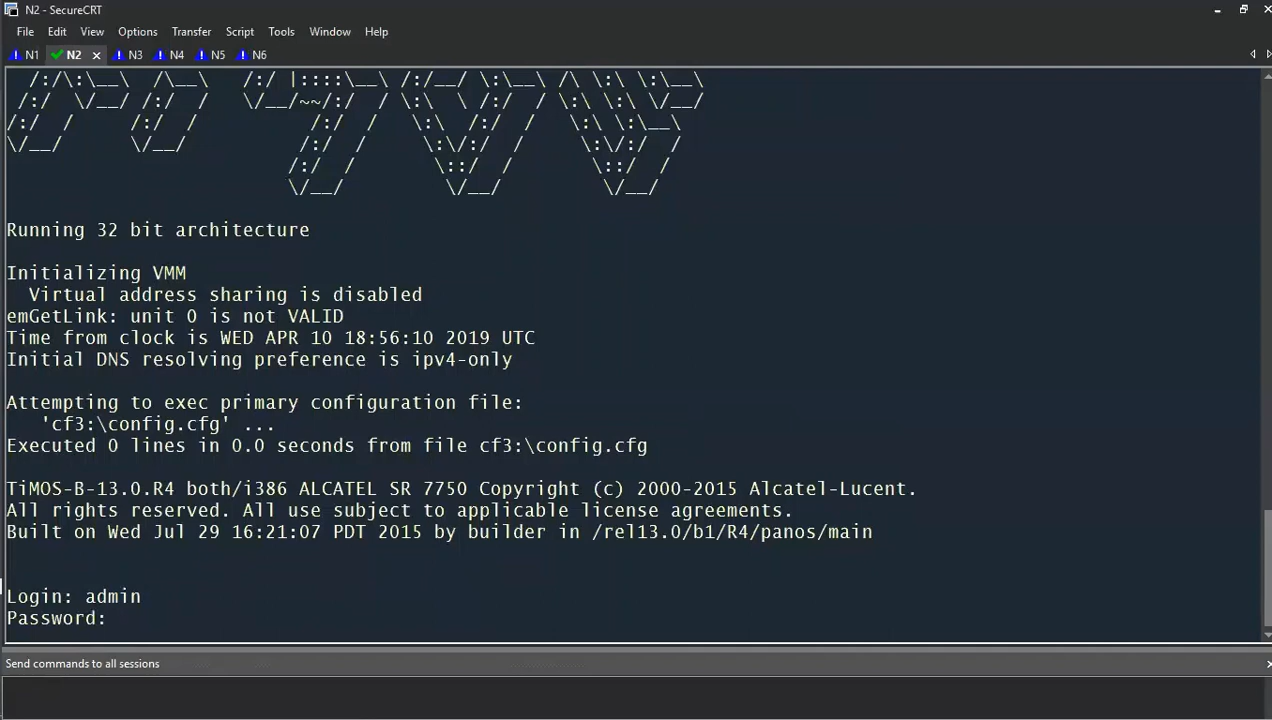 N2 - SecureCRT
File Edit View Options Transfer Script Tools Window Help
N1 N2 N3 N4 N5 N6
Running 32 bit architecture
Initializing VMM
Virtual address sharing is disabled
emGetLink: unit 0 is not VALID
Time from clock is WED APR 10 18:56:10 2019 UTC
Initial DNS resolving preference is ipv4-only
Attempting to exec primary configuration file:
'cf3:\config.cfg' ...
Executed 0 lines in 0.0 seconds from file cf3:\config.cfg
TiMOS-B-13.0.R4 both/i386 ALCATEL SR 7750 Copyright (c) 2000-2015 Alcatel-Lucent.
All rights reserved. All use subject to applicable license agreements.
Built on Wed Jul 29 16:21:07 PDT 2015 by builder in /rel13.0/b1/R4/panos/main
Login: admin
Password:
Send commands to all sessions